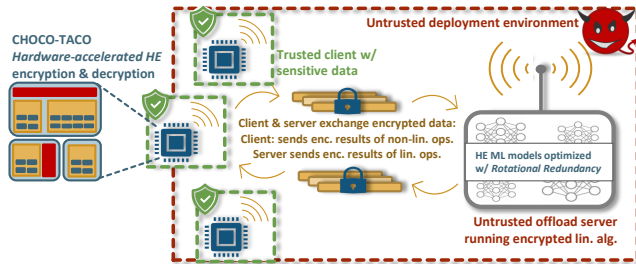 CHOCO-TACO
Hardware-accelerated HE
encryption & decryption
Untrusted deployment environment
Trusted client w/
sensitive data
Client & server exchange encrypted data:
Client: sends enc. results of non-lin. ops.
Server sends enc. results of lin. ops.
HE ML models optimized
w/ Rotational Redundancy
Untrusted offload server
running encrypted lin. alg.